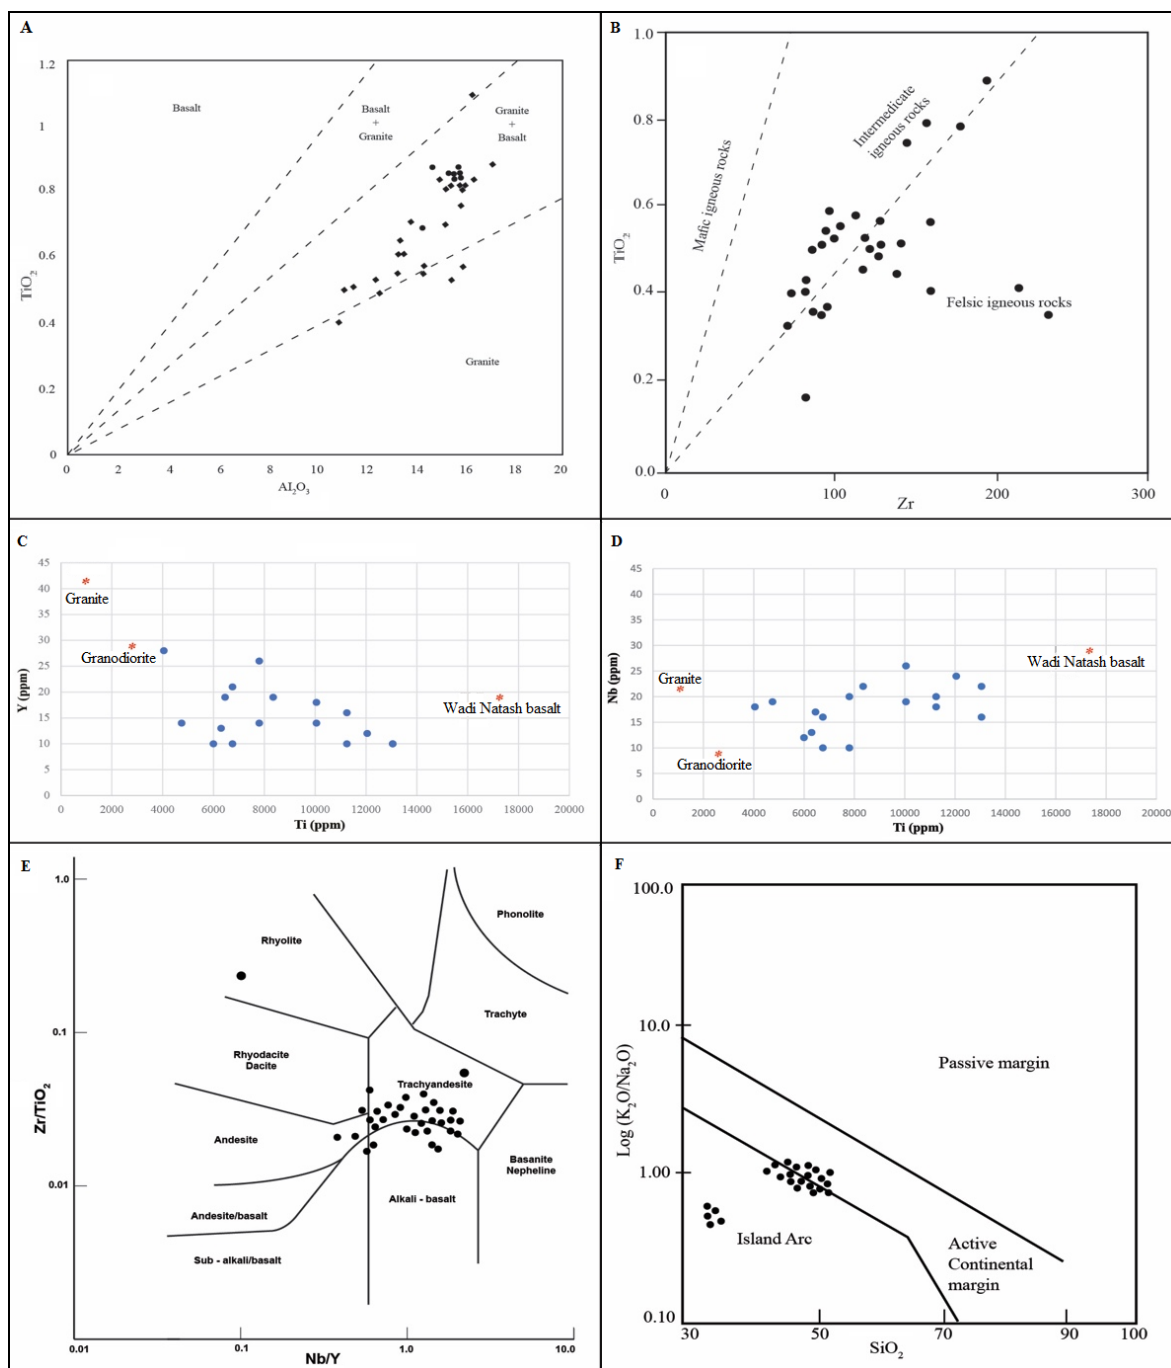 A
TiO2
1.2
1
0.8
0.6
0.4
0.2
0
Basalt
Basalt
+
Granite
Granite
+
Basalt
Granite
0 2 4 6 8 10 12 14 16 18 20
Al2O3
B
TiO2
1.0
0.8
0.6
0.4
0.2
0.0
Mafic igneous rocks
Intermedicate
igneous rocks
Felsic igneous rocks
0 100 200 300
Zr
C
Y (ppm)
45
40
35
30
25
20
15
10
5
0
*
Granite
*
Granodiorite
*
Wadi Natash basalt
0 2000 4000 6000 8000 10000 12000 14000 16000 18000 20000
Ti (ppm)
D
Nb (ppm)
45
40
35
30
25
20
15
10
5
0
*
Granite
*
Granodiorite
*
Wadi Natash basalt
0 2000 4000 6000 8000 10000 12000 14000 16000 18000 20000
Ti (ppm)
E
Zr/TiO2
1.0
0.1
0.01
Phonolite
Rhyolite
Trachyte
Rhyodacite
Dacite
Trachyandesite
Andesite
Basanite
Nepheline
Alkali - basalt
Andesite/basalt
Sub - alkali/basalt
0.01 0.1 1.0 10.0
Nb/Y
F
Log (K2O/Na2O)
100.0
10.0
1.00
0.10
Passive margin
Island Arc
Active
Continental
margin
30 50 70 90 100
SiO2